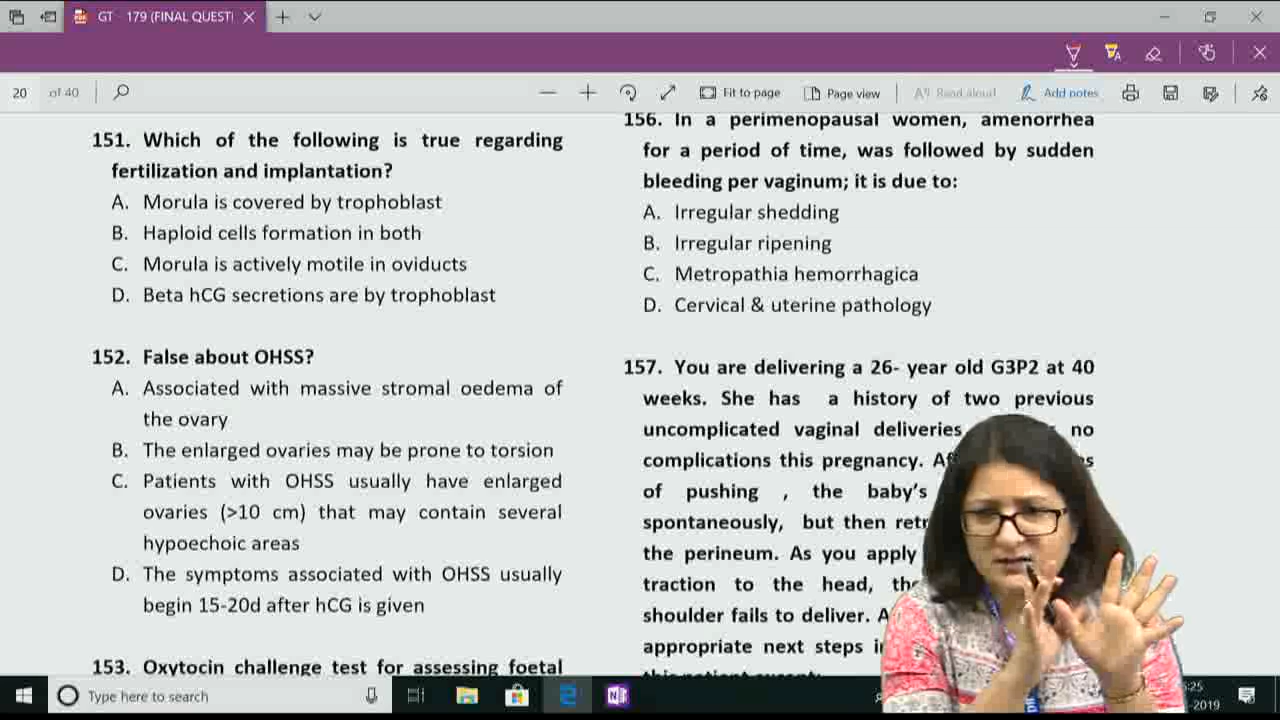 GT - 179 (FINAL QUEST
20 of 40
Fit to page
Page view
Read aloud
Add notes
151. Which of the following is true regarding
fertilization and implantation?
A. Morula is covered by trophoblast
B. Haploid cells formation in both
C. Morula is actively motile in oviducts
D. Beta hCG secretions are by trophoblast
152. False about OHSS?
A. Associated with massive stromal oedema of
the ovary
B. The enlarged ovaries may be prone to torsion
C. Patients with OHSS usually have enlarged
ovaries (>10 cm) that may contain several
hypoechoic areas
D. The symptoms associated with OHSS usually
begin 15-20d after hCG is given
153. Oxytocin challenge test for assessing foetal
156. In a perimenopausal women, amenorrhea
for a period of time, was followed by sudden
bleeding per vaginum; it is due to:
A. Irregular shedding
B. Irregular ripening
C. Metropathia hemorrhagica
D. Cervical & uterine pathology
157. You are delivering a 26- year old G3P2 at 40
weeks. She has a history of two previous
uncomplicated vaginal deliveries no
complications this pregnancy.
of pushing , the baby's
spontaneously, but then
the perineum. As you apply
traction to the head,
shoulder fails to deliver.
appropriate next steps
Type here to search